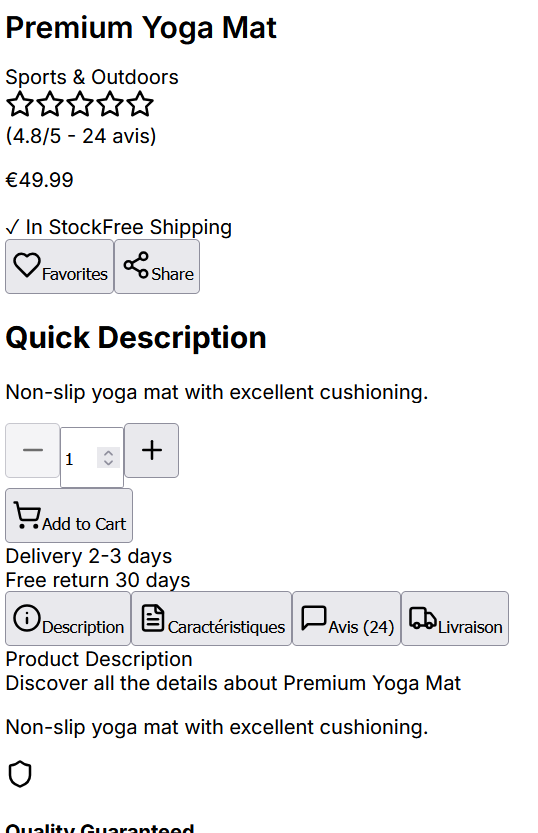 Premium Yoga Mat
Sports & Outdoors
(4.8/5 - 24 avis)
€49.99
✓ In StockFree Shipping
Favorites Share
Quick Description
Non-slip yoga mat with excellent cushioning.
1
Add to Cart
Delivery 2-3 days
Free return 30 days
Description Caractéristiques Avis (24) Livraison
Product Description
Discover all the details about Premium Yoga Mat
Non-slip yoga mat with excellent cushioning.
Quality Guaranteed